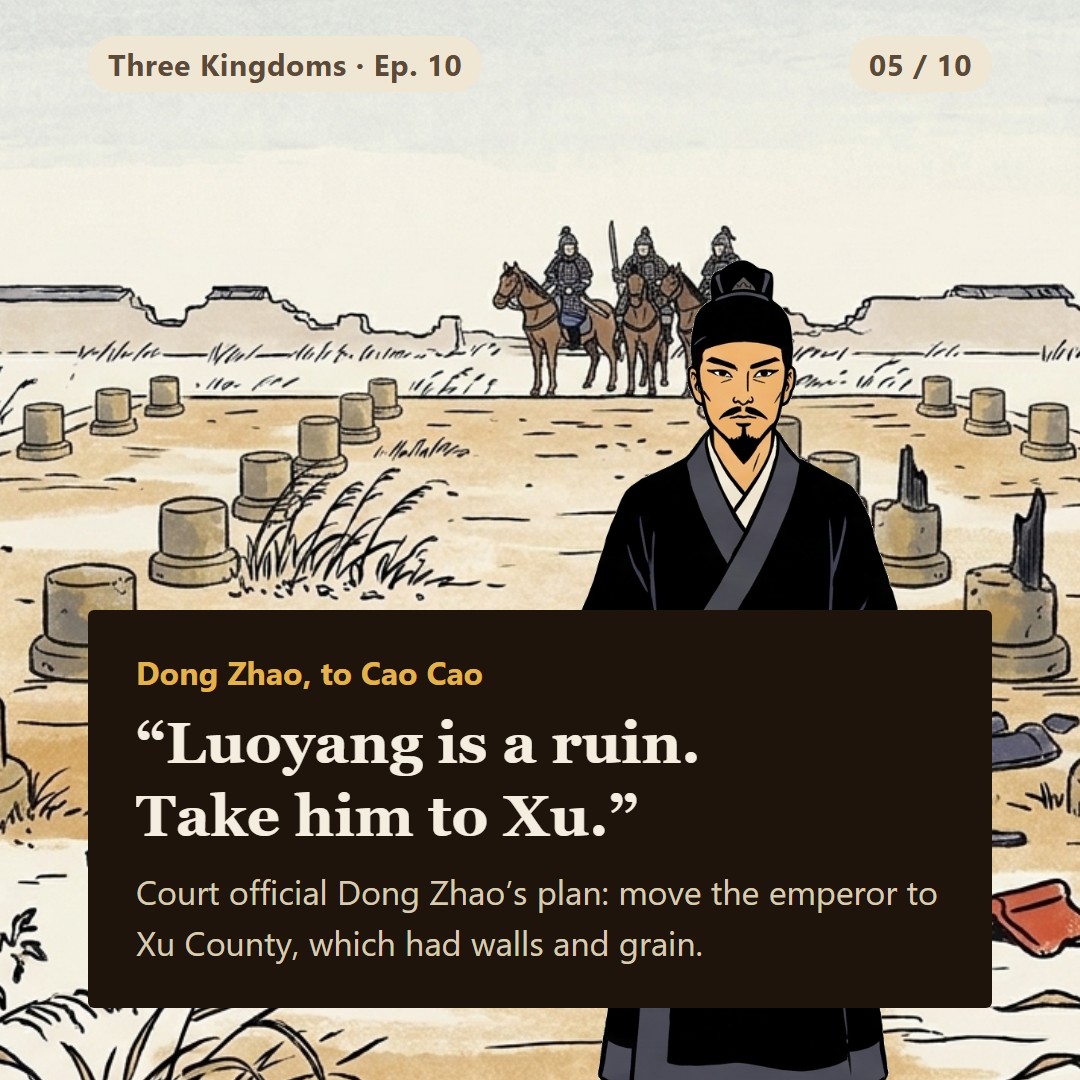 Three Kingdoms · Ep. 10
05 / 10
Dong Zhao, to Cao Cao
“Luoyang is a ruin.
Take him to Xu.”
Court official Dong Zhao’s plan: move the emperor to
Xu County, which had walls and grain.